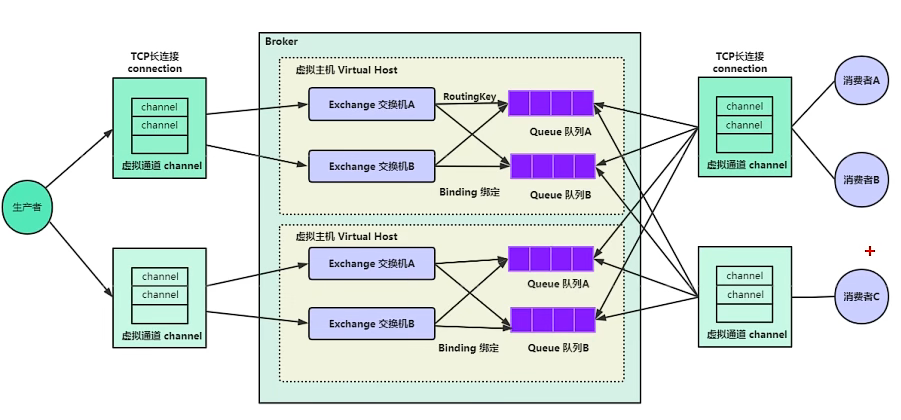 Broker
TCP长连接
connection
channel
channel
虚拟通道 channel
生产者
channel
channel
虚拟通道 channel
虚拟主机 Virtual Host
Exchange 交换机A
RoutingKey
Queue 队列A
Exchange 交换机B
Binding 绑定
Queue 队列B
虚拟主机 Virtual Host
Exchange 交换机A
Queue 队列A
Exchange 交换机B
Binding 绑定
Queue 队列B
TCP长连接
connection
channel
channel
虚拟通道 channel
channel
channel
虚拟通道 channel
消费者A
消费者B
消费者C